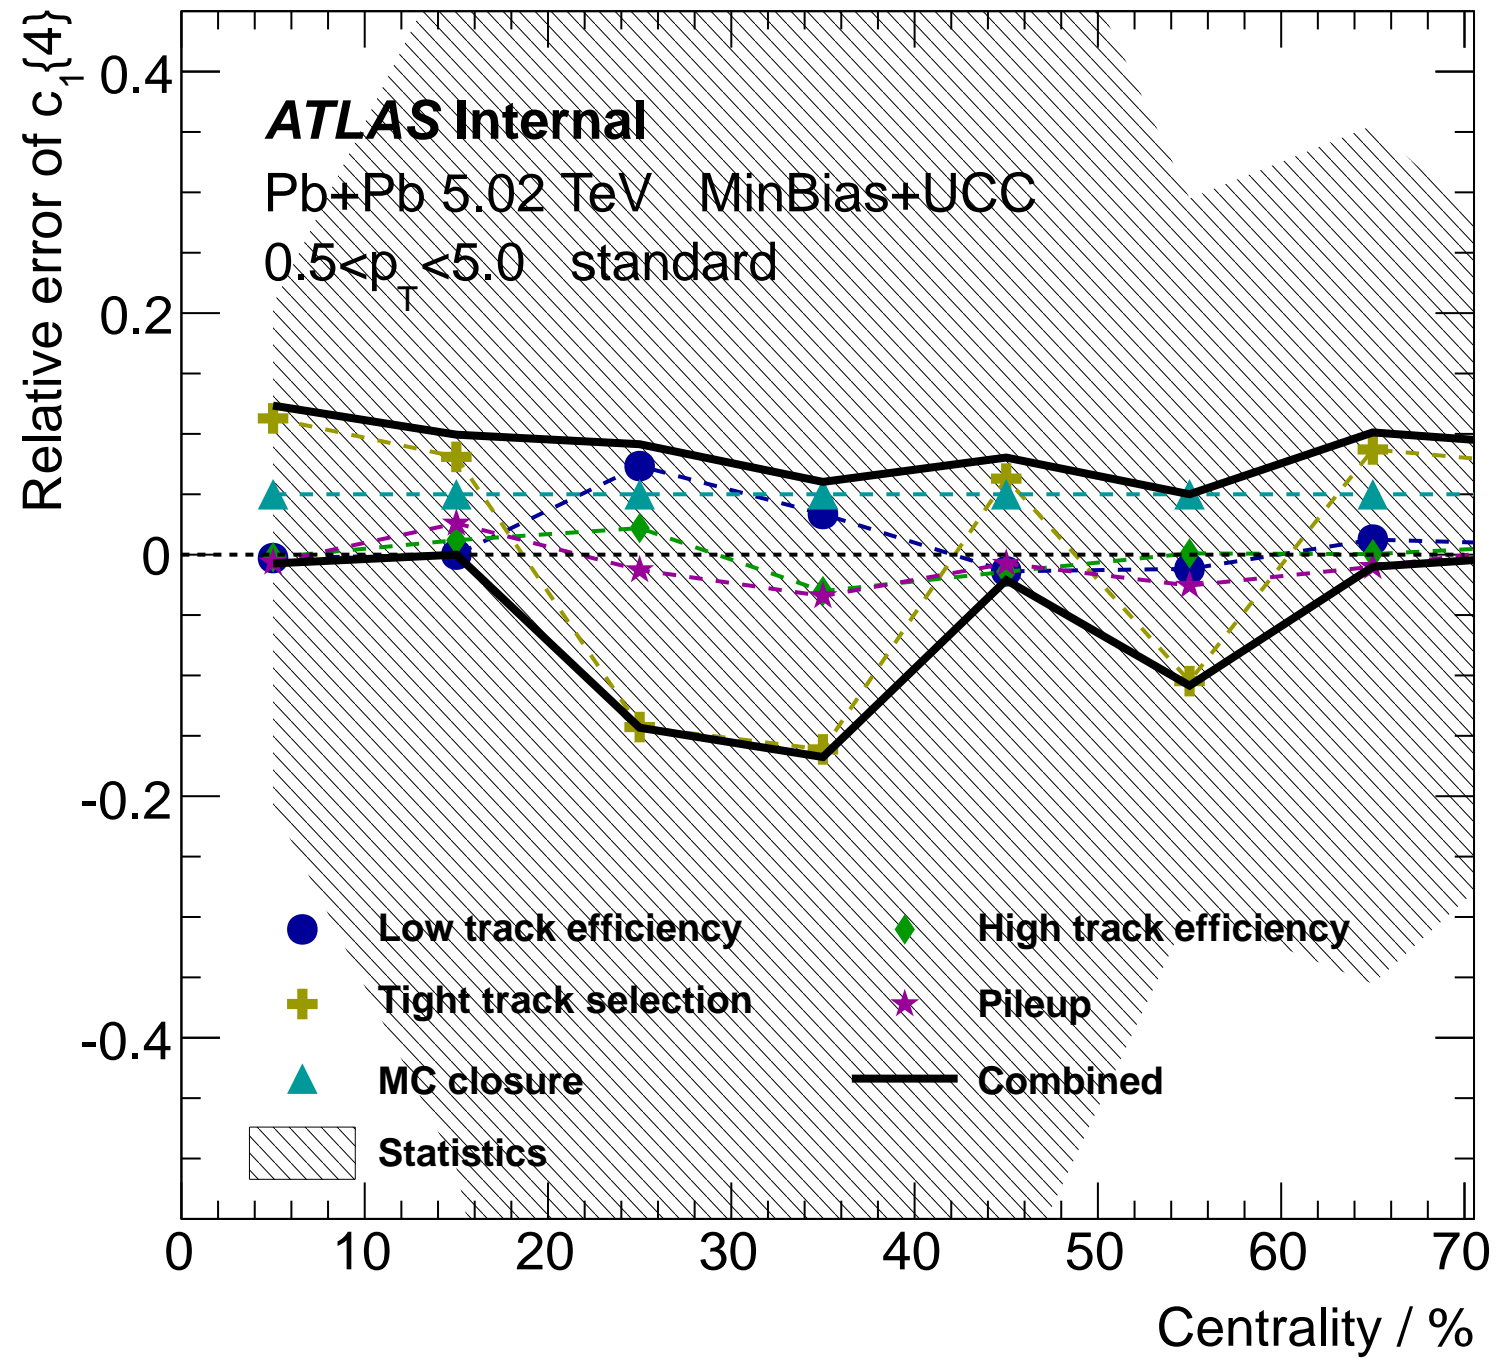 Relative error of c₁{4}
0.4
0.2
0
-0.2
-0.4
ATLAS Internal
Pb+Pb 5.02 TeV MinBias+UCC
0.5<p_T<5.0 standard
Low track efficiency
High track efficiency
Tight track selection
Pileup
MC closure
Combined
Statistics
0 10 20 30 40 50 60 70
Centrality / %